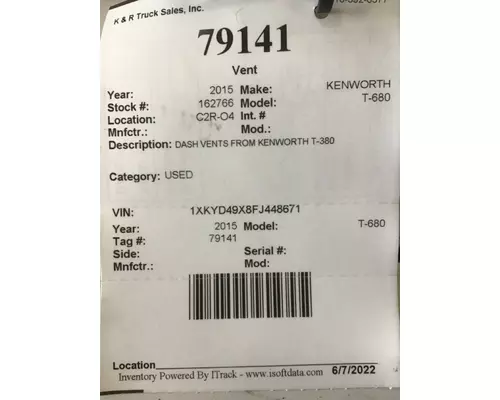 K & R Truck Sales, Inc.
79141
Vent
Year: 2015 Make: KENWORTH
Stock #: 162766 Model: T-680
Location: C2R-O4 Int. #
Mnfctr.: Mod.:
Description: DASH VENTS FROM KENWORTH T-380
Category: USED
VIN: 1XKYD49X8FJ448671
Year: 2015 Model: T-680
Tag #: 79141
Side: Serial #:
Mnfctr.: Mod:
Location
Inventory Powered By ITrack - www.isoftdata.com 6/7/2022